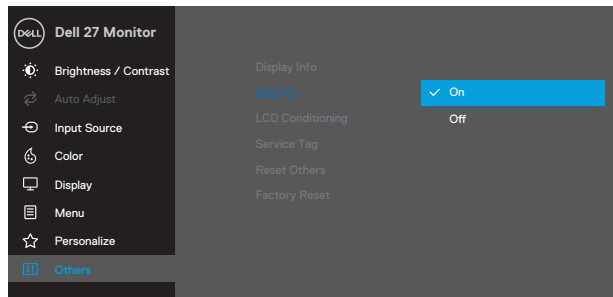 DELL
Dell 27 Monitor
Brightness / Contrast
Auto Adjust
Input Source
Color
Display
Menu
Personalize
Others
Display Info
DDC/CI
LCD Conditioning
Service Tag
Reset Others
Factory Reset
On
Off